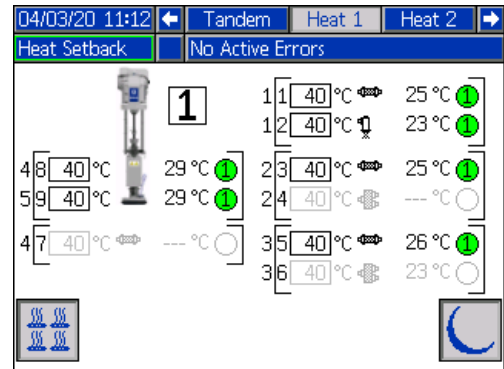 04/03/20 11:12 Tandem Heat 1 Heat 2
Heat Setback No Active Errors
1
1 1 40 °C 25 °C 1
1 2 40 °C 23 °C 1
4 8 40 °C 29 °C 1
5 9 40 °C 29 °C 1
2 3 40 °C 25 °C 1
2 4 40 °C --- °C
4 7 40 °C --- °C
3 5 40 °C 26 °C 1
3 6 40 °C 23 °C